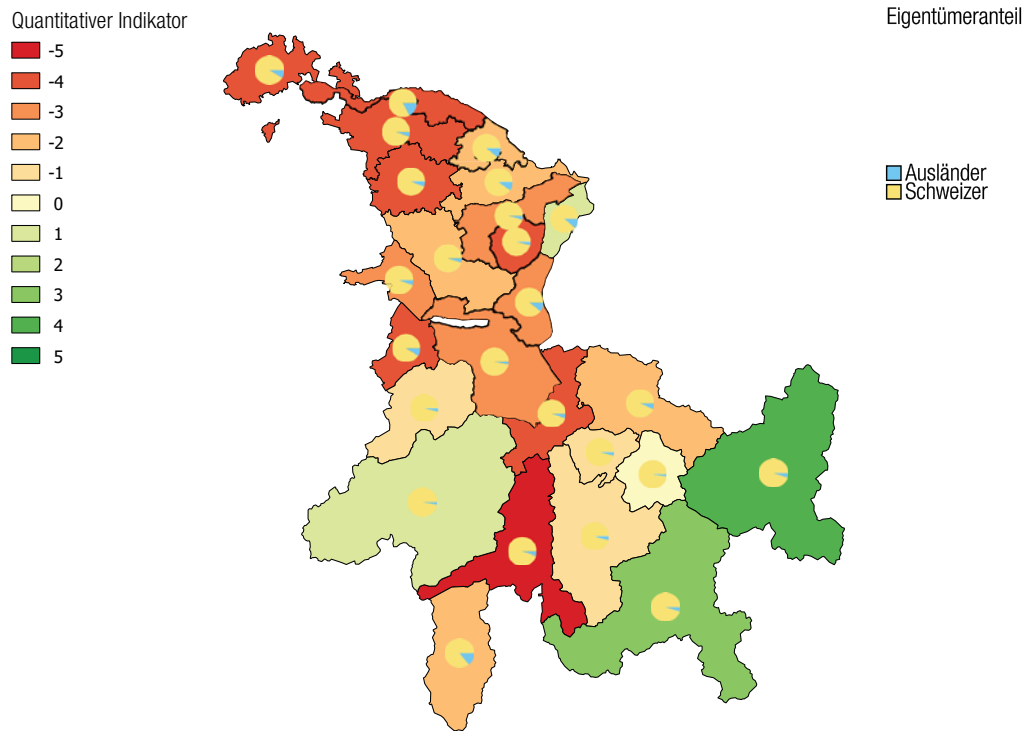 Quantitativer Indikator
-5
-4
-3
-2
-1
0
1
2
3
4
5
Eigentümeranteil
Ausländer
Schweizer